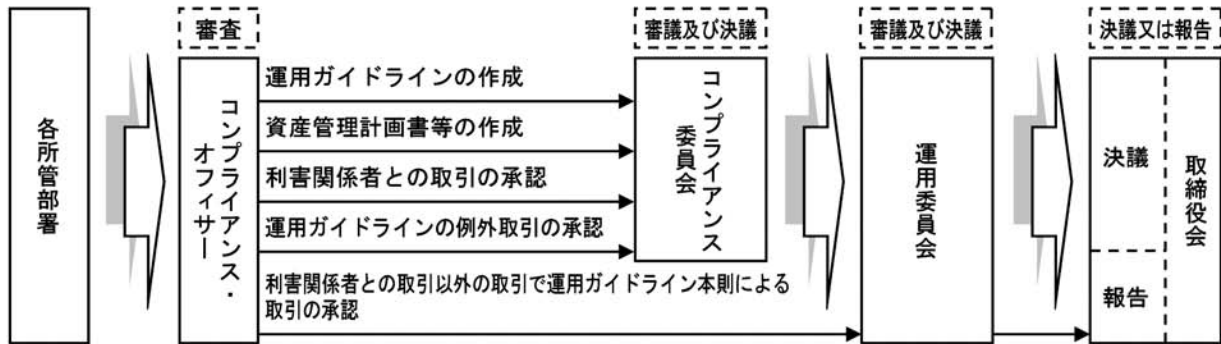 審査
審議及び決議
審議及び決議
決議又は報告
各所管部署
コンプライアンス・
オフィサー
運用ガイドラインの作成
資産管理計画書等の作成
利害関係者との取引の承認
運用ガイドラインの例外取引の承認
利害関係者との取引以外の取引で運用ガイドライン本則による
取引の承認
コンプライアンス
委員会
運用委員会
決議
報告
取締役会